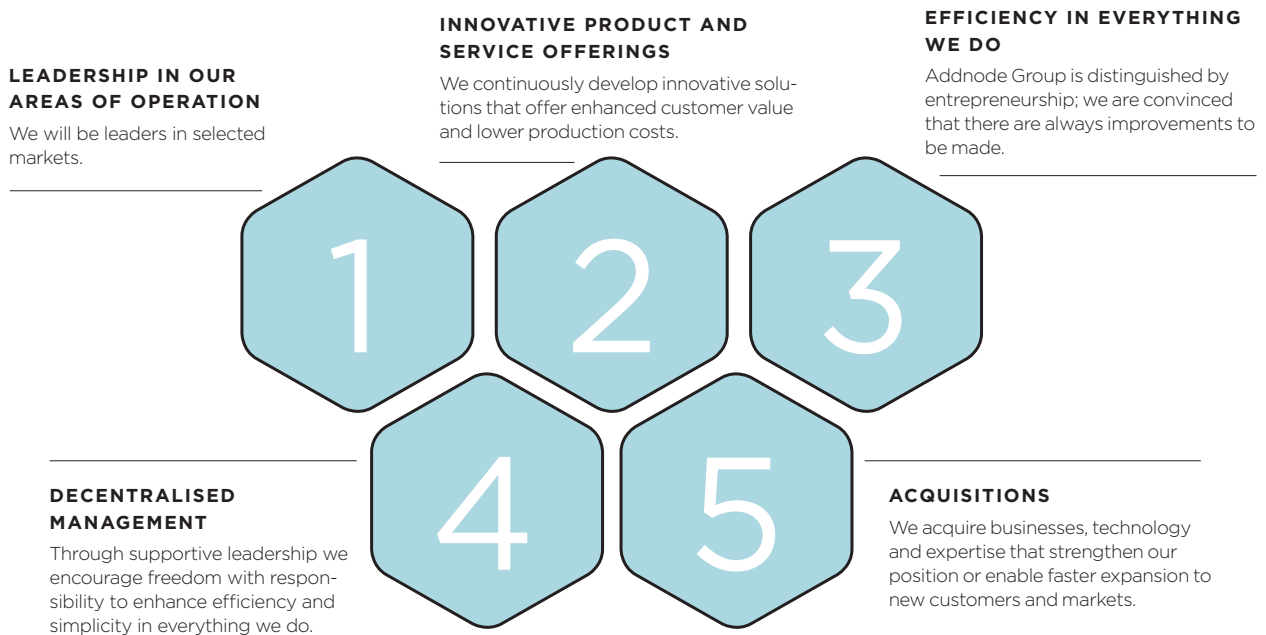 LEADERSHIP IN OUR
AREAS OF OPERATION
We will be leaders in selected
markets.
INNOVATIVE PRODUCT AND
SERVICE OFFERINGS
We continuously develop innovative solu-
tions that offer enhanced customer value
and lower production costs.
EFFICIENCY IN EVERYTHING
WE DO
Addnode Group is distinguished by
entrepreneurship; we are convinced
that there are always improvements to
be made.
1
2
3
4
5
DECENTRALISED
MANAGEMENT
Through supportive leadership we
encourage freedom with respon-
sibility to enhance efficiency and
simplicity in everything we do.
ACQUISITIONS
We acquire businesses, technology
and expertise that strengthen our
position or enable faster expansion to
new customers and markets.